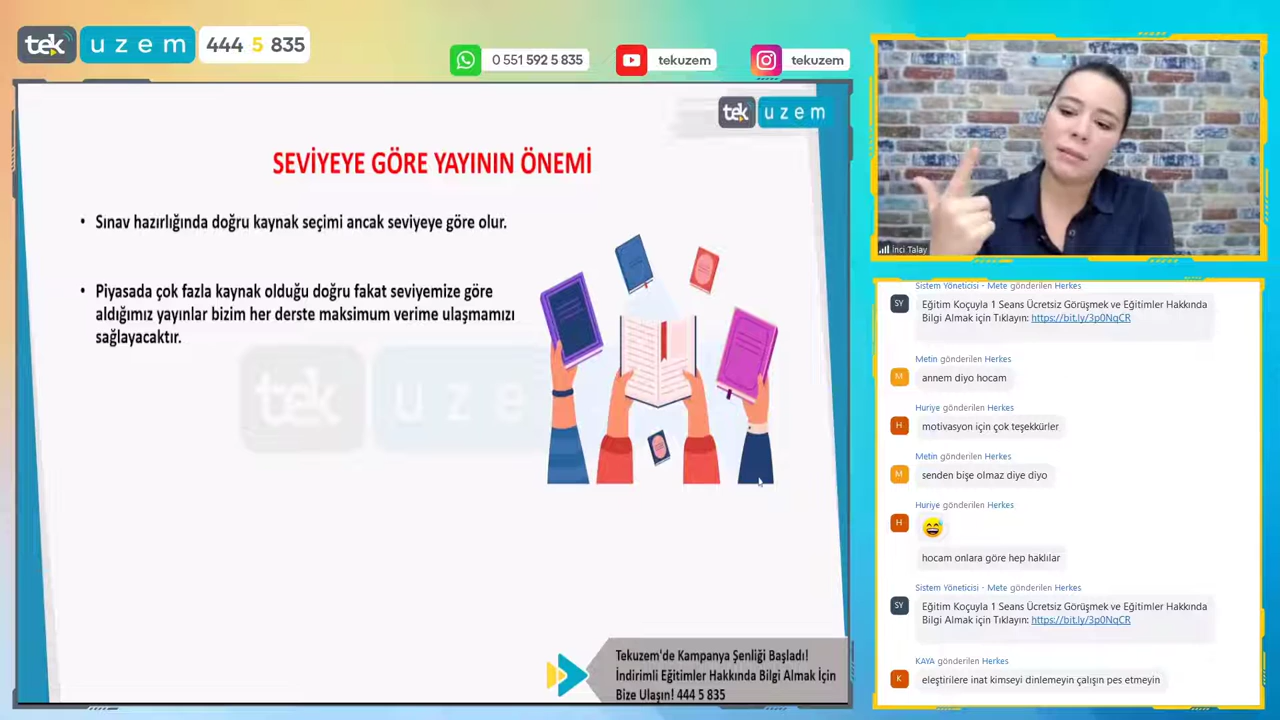 tek uzem 444 5 835
0 551 592 5 835
tekuzem
tekuzem
tek uzem
SEVİYEYE GÖRE YAYININ ÖNEMİ
• Sınav hazırlığında doğru kaynak seçimi ancak seviyeye göre olur.
• Piyasada çok fazla kaynak olduğu doğru fakat seviyemize göre
aldığımız yayınlar bizim her derste maksimum verime ulaşmamızı
sağlayacaktır.
tek uze
Tekuzem'de Kampanya Şenliği Başladı!
İndirimli Eğitimler Hakkında Bilgi Almak İçin
Bize Ulaşın! 444 5 835
İnci Talay
Sistem Yöneticisi - Mete gönderilen Herkes
SY
Eğitim Koçuyla 1 Seans Ücretsiz Görüşmek ve Eğitimler Hakkında
Bilgi Almak için Tıklayın: https://bit.ly/3p0NqCR
Metin gönderilen Herkes
M
annem diyo hocam
Huriye gönderilen Herkes
H
motivasyon için çok teşekkürler
Metin gönderilen Herkes
M
senden bişe olmaz diye diyo
Huriye gönderilen Herkes
H
😅
hocam onlara göre hep haklılar
Sistem Yöneticisi - Mete gönderilen Herkes
SY
Eğitim Koçuyla 1 Seans Ücretsiz Görüşmek ve Eğitimler Hakkında
Bilgi Almak için Tıklayın: https://bit.ly/3p0NqCR
KAYA gönderilen Herkes
K
eleştirilere inat kimseyi dinlemeyin çalışın pes etmeyin